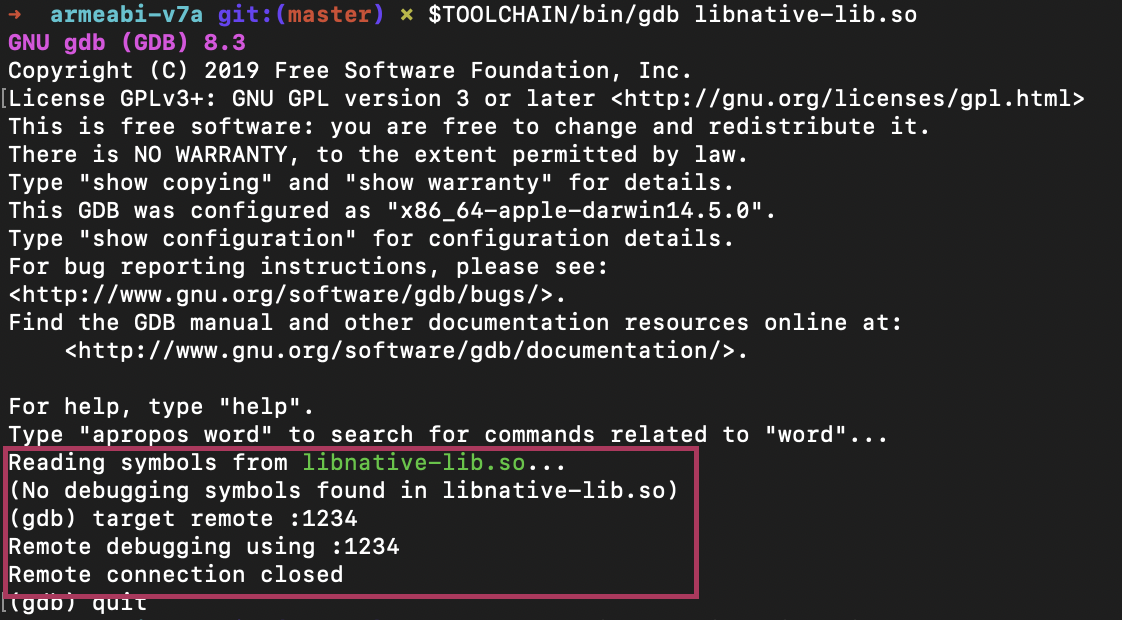 ➜  armeabi-v7a git:(master) ✗ $TOOLCHAIN/bin/gdb libnative-lib.so
GNU gdb (GDB) 8.3
Copyright (C) 2019 Free Software Foundation, Inc.
[License GPLv3+: GNU GPL version 3 or later <http://gnu.org/licenses/gpl.html>
This is free software: you are free to change and redistribute it.
There is NO WARRANTY, to the extent permitted by law.
Type "show copying" and "show warranty" for details.
This GDB was configured as "x86_64-apple-darwin14.5.0".
Type "show configuration" for configuration details.
For bug reporting instructions, please see:
<http://www.gnu.org/software/gdb/bugs/>.
Find the GDB manual and other documentation resources online at:
    <http://www.gnu.org/software/gdb/documentation/>.

For help, type "help".
Type "apropos word" to search for commands related to "word"...
Reading symbols from libnative-lib.so...
(No debugging symbols found in libnative-lib.so)
(gdb) target remote :1234
Remote debugging using :1234
Remote connection closed
[(gdb) quit